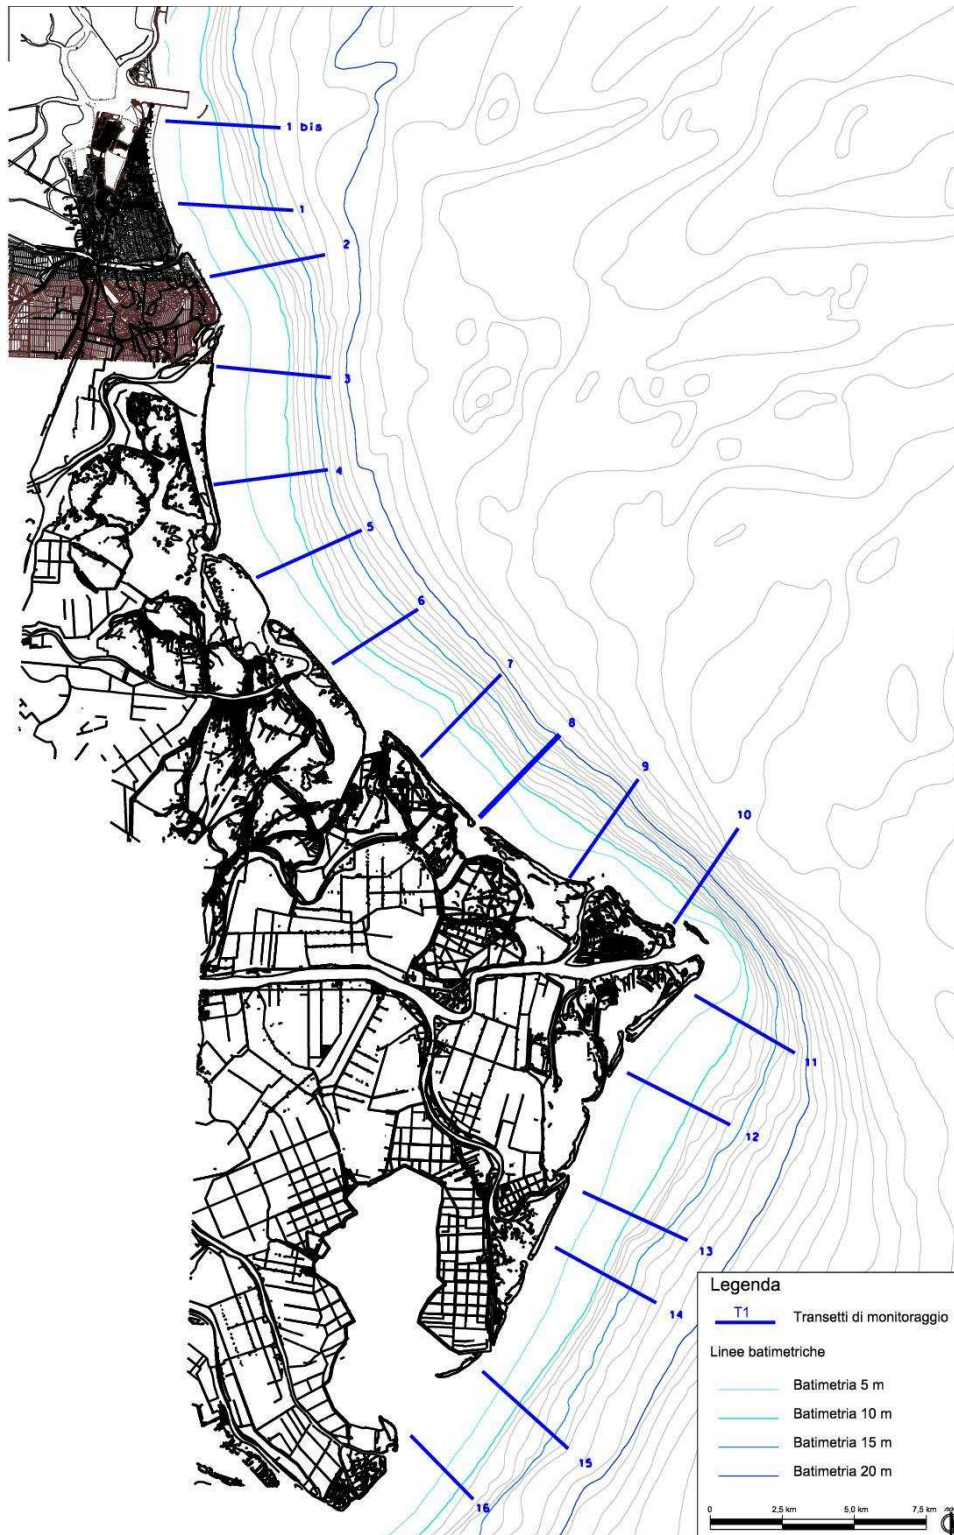 1 bis
1
2
3
4
5
6
7
8
9
10
11
12
13
14
15
16
Legenda
T1 Transetti di monitoraggio
Linee batimetriche
Batimetria 5 m
Batimetria 10 m
Batimetria 15 m
Batimetria 20 m
0 2,5 km 5,0 km 7,5 km